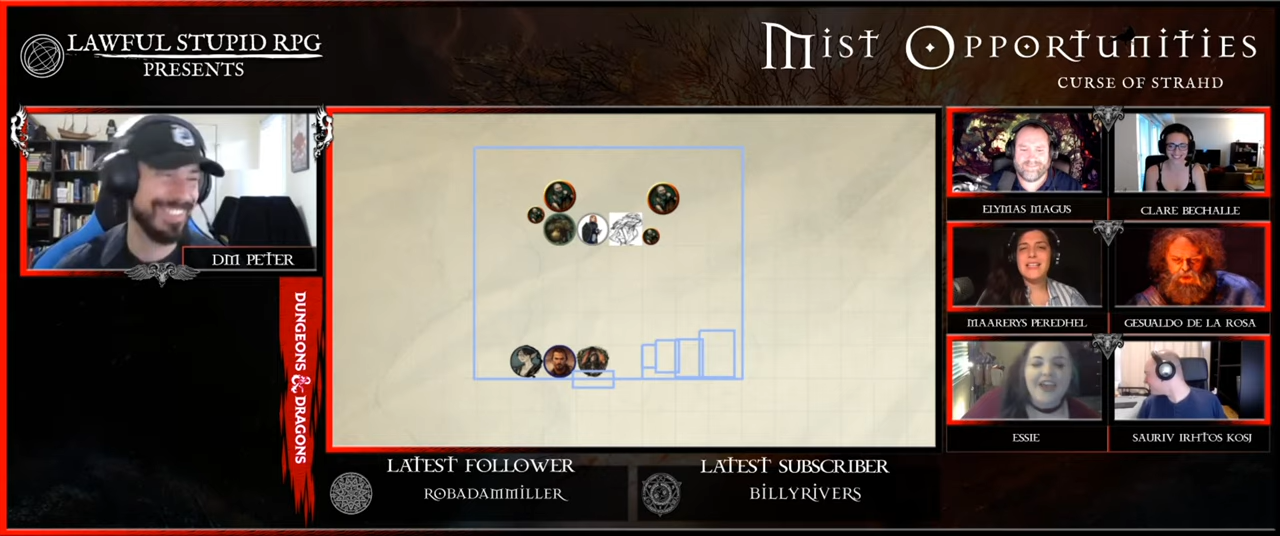 LAWFUL STUPID RPG
PRESENTS
MIST OPPORTUNITIES
CURSE OF STRAHD
DM PETER
DUNGEONS & DRAGONS
ELYMAS MAGUS
CLARE BECHALLE
MAARERYS PEREDHEL
GESUALDO DE LA ROSA
ESSIE
SAURIV IRHTOS KOSJ
LATEST FOLLOWER
ROBADAMMILLER
LATEST SUBSCRIBER
BILLYRIVERS